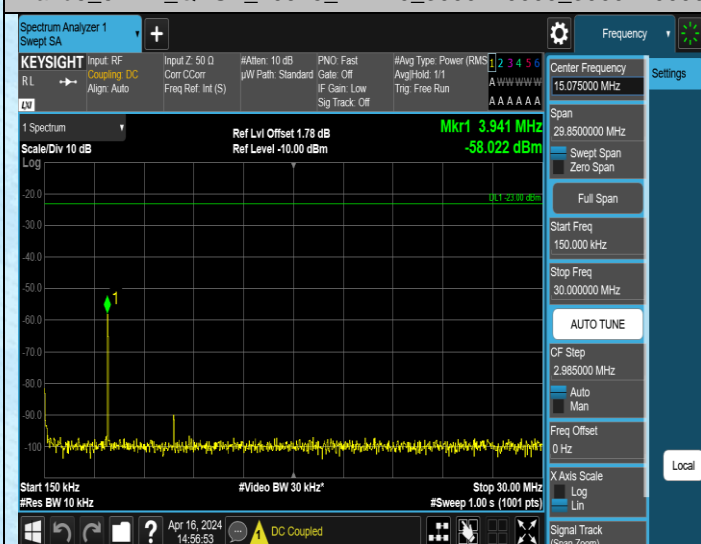 Spectrum Analyzer 1
Swept SA
+
Frequency
KEYSIGHT
RL
LXI
Input: RF
Coupling: DC
Align: Auto
Input Z: 50 Ω
Corr CCorr
Freq Ref: Int (S)
#Atten: 10 dB
µW Path: Standard
PNO: Fast
Gate: Off
IF Gain: Low
Sig Track: Off
#Avg Type: Power (RMS
Avg|Hold: 1/1
Trig: Free Run
1 2 3 4 5 6
A W W W W W
A A A A A A
1 Spectrum
Scale/Div 10 dB
Log
Ref Lvl Offset 1.78 dB
Ref Level -10.00 dBm
Mkr1 3.941 MHz
-58.022 dBm
DL1 -23.00 dBm
-20.0
-30.0
-40.0
-50.0
-60.0
-70.0
-80.0
-90.0
-100
1
Start 150 kHz
#Res BW 10 kHz
#Video BW 30 kHz*
Stop 30.00 MHz
#Sweep 1.00 s (1001 pts)
Center Frequency
15.075000 MHz
Span
29.8500000 MHz
Swept Span
Zero Span
Full Span
Start Freq
150.000 kHz
Stop Freq
30.000000 MHz
AUTO TUNE
CF Step
2.985000 MHz
Auto
Man
Freq Offset
0 Hz
X Axis Scale
Log
Lin
Signal Track
(Span Zoom)
Settings
Local
?
Apr 16, 2024
14:56:53
1
DC Coupled